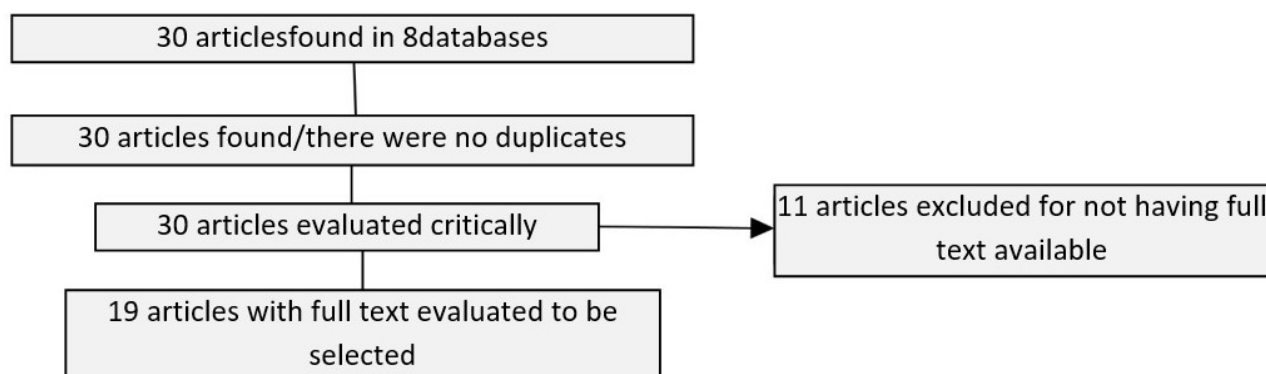 30 articlesfound in 8databases
30 articles found/there were no duplicates
30 articles evaluated critically
11 articles excluded for not having full
text available
19 articles with full text evaluated to be
selected